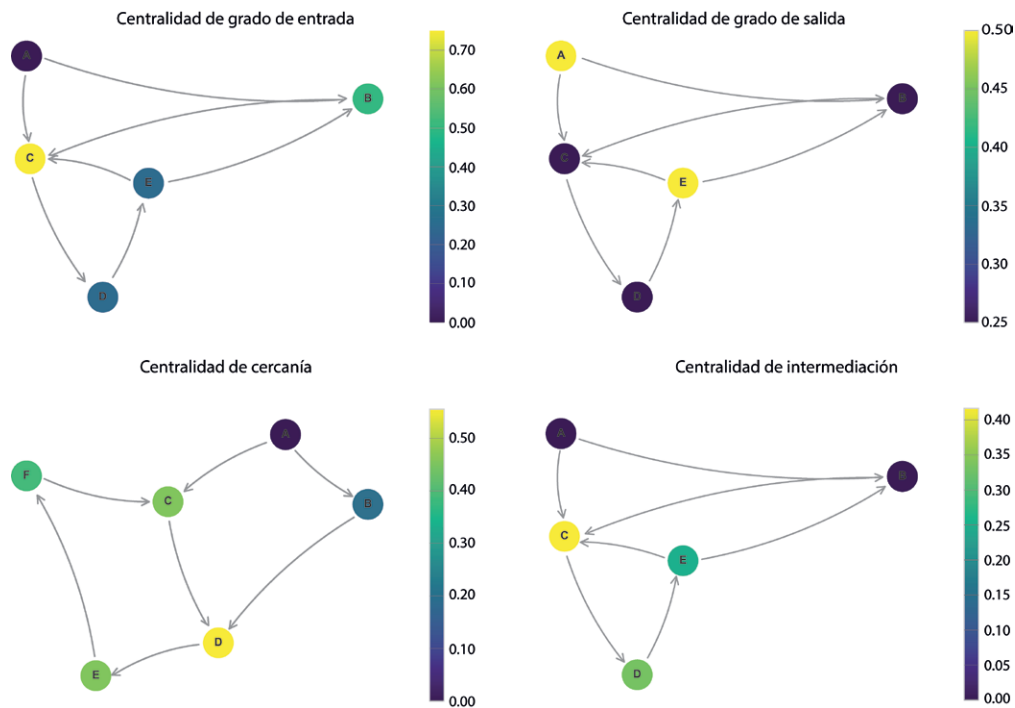 Centralidad de grado de entrada
A
B
C
E
D
0.70
0.60
0.50
0.40
0.30
0.20
0.10
0.00
Centralidad de grado de salida
A
B
C
E
D
0.50
0.45
0.40
0.35
0.30
0.25
Centralidad de cercanía
A
F
C
B
D
E
0.50
0.40
0.30
0.20
0.10
0.00
Centralidad de intermediación
A
B
C
E
D
0.40
0.35
0.30
0.25
0.20
0.15
0.10
0.05
0.00